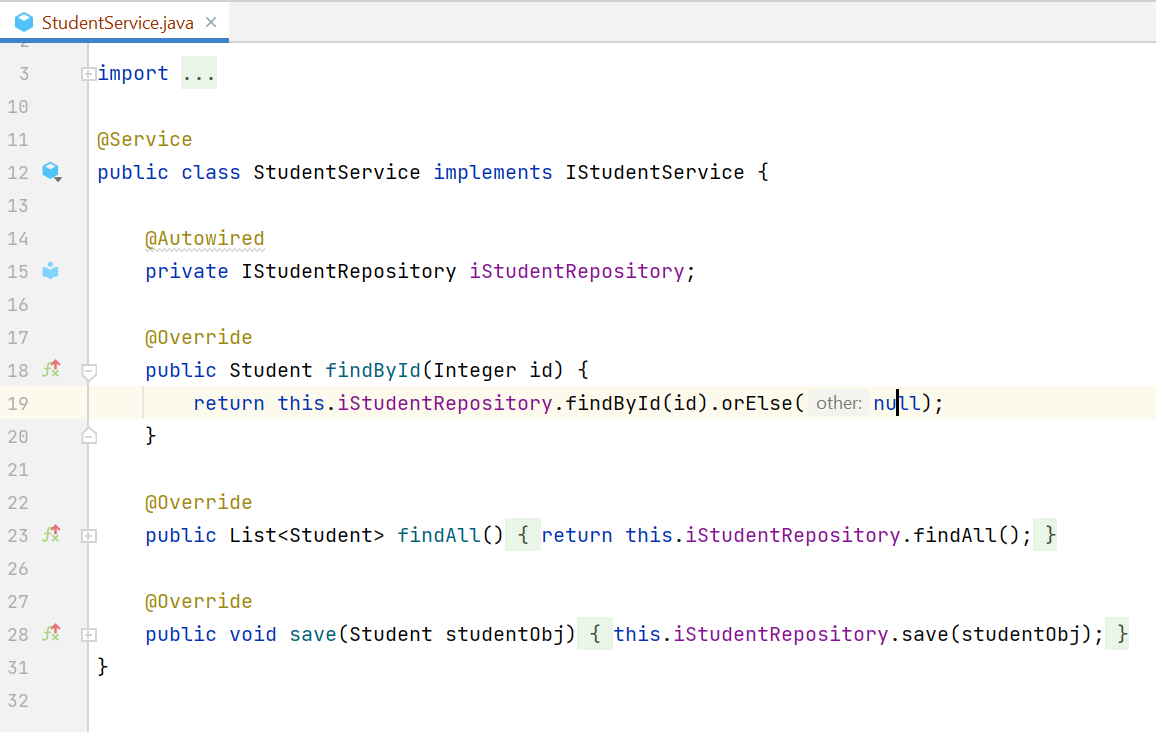 StudentService.java ×
3 import ...
10
11 @Service
12 public class StudentService implements IStudentService {
13
14 @Autowired
15 private IStudentRepository iStudentRepository;
16
17 @Override
18 public Student findById(Integer id) {
19 return this.iStudentRepository.findById(id).orElse( other: null);
20 }
21
22 @Override
23 public List<Student> findAll() { return this.iStudentRepository.findAll(); }
26
27 @Override
28 public void save(Student studentObj) { this.iStudentRepository.save(studentObj); }
31 }
32